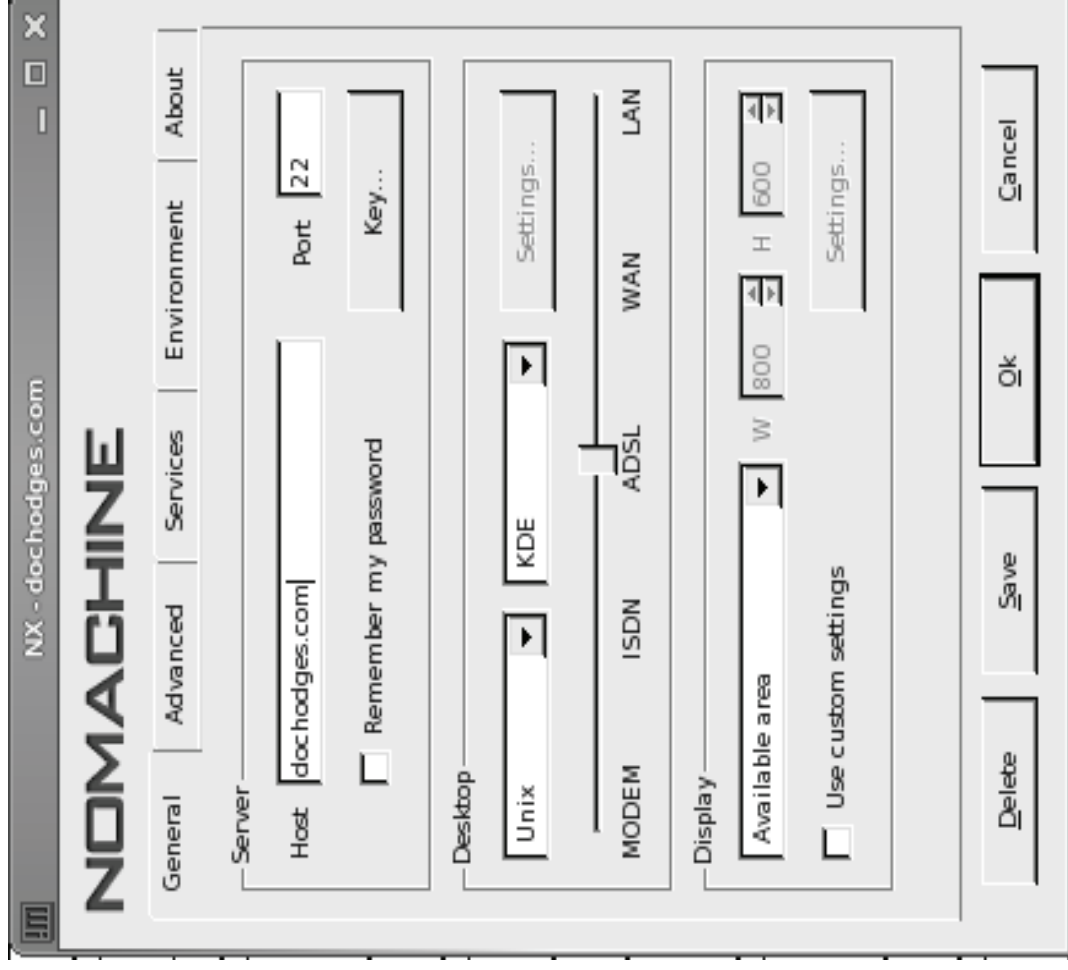 NX - dochodges.com
NOMACHINE
General Advanced Services Environment About
Server
Host dochodges.com Port 22
Remember my password Key...
Desktop
Unix KDE Settings...
MODEM ISDN ADSL WAN LAN
Display
Available area W 800 H 600
Use custom settings Settings...
Delete Save Ok Cancel